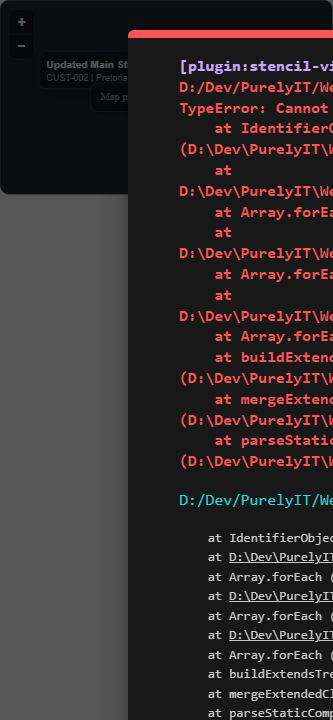 +
−
Updated Main Str
CUST-002 | Pretoria
Map p
[plugin:stencil-vi
D:/Dev/PurelyIT/We
TypeError: Cannot
at IdentifierO
(D:\Dev\PurelyIT\W
at
D:\Dev\PurelyIT\We
at Array.forEa
at
D:\Dev\PurelyIT\We
at Array.forEa
at
D:\Dev\PurelyIT\We
at Array.forEa
at buildExtend
(D:\Dev\PurelyIT\W
at mergeExtend
(D:\Dev\PurelyIT\W
at parseStatic
(D:\Dev\PurelyIT\W
D:/Dev/PurelyIT/We
at IdentifierObjec
at D:\Dev\PurelyIT
at Array.forEach (
at D:\Dev\PurelyIT
at Array.forEach (
at D:\Dev\PurelyIT
at Array.forEach (
at buildExtendsTre
at mergeExtendedCl
at parseStaticComp